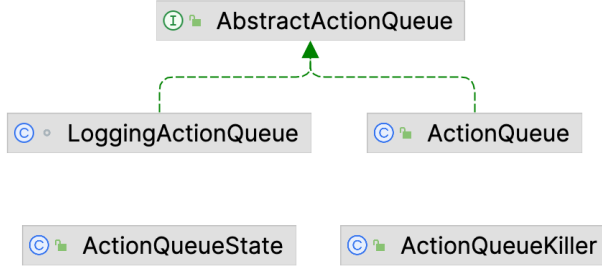 I AbstractActionQueue
C LoggingActionQueue
C ActionQueue
C ActionQueueState
C ActionQueueKiller